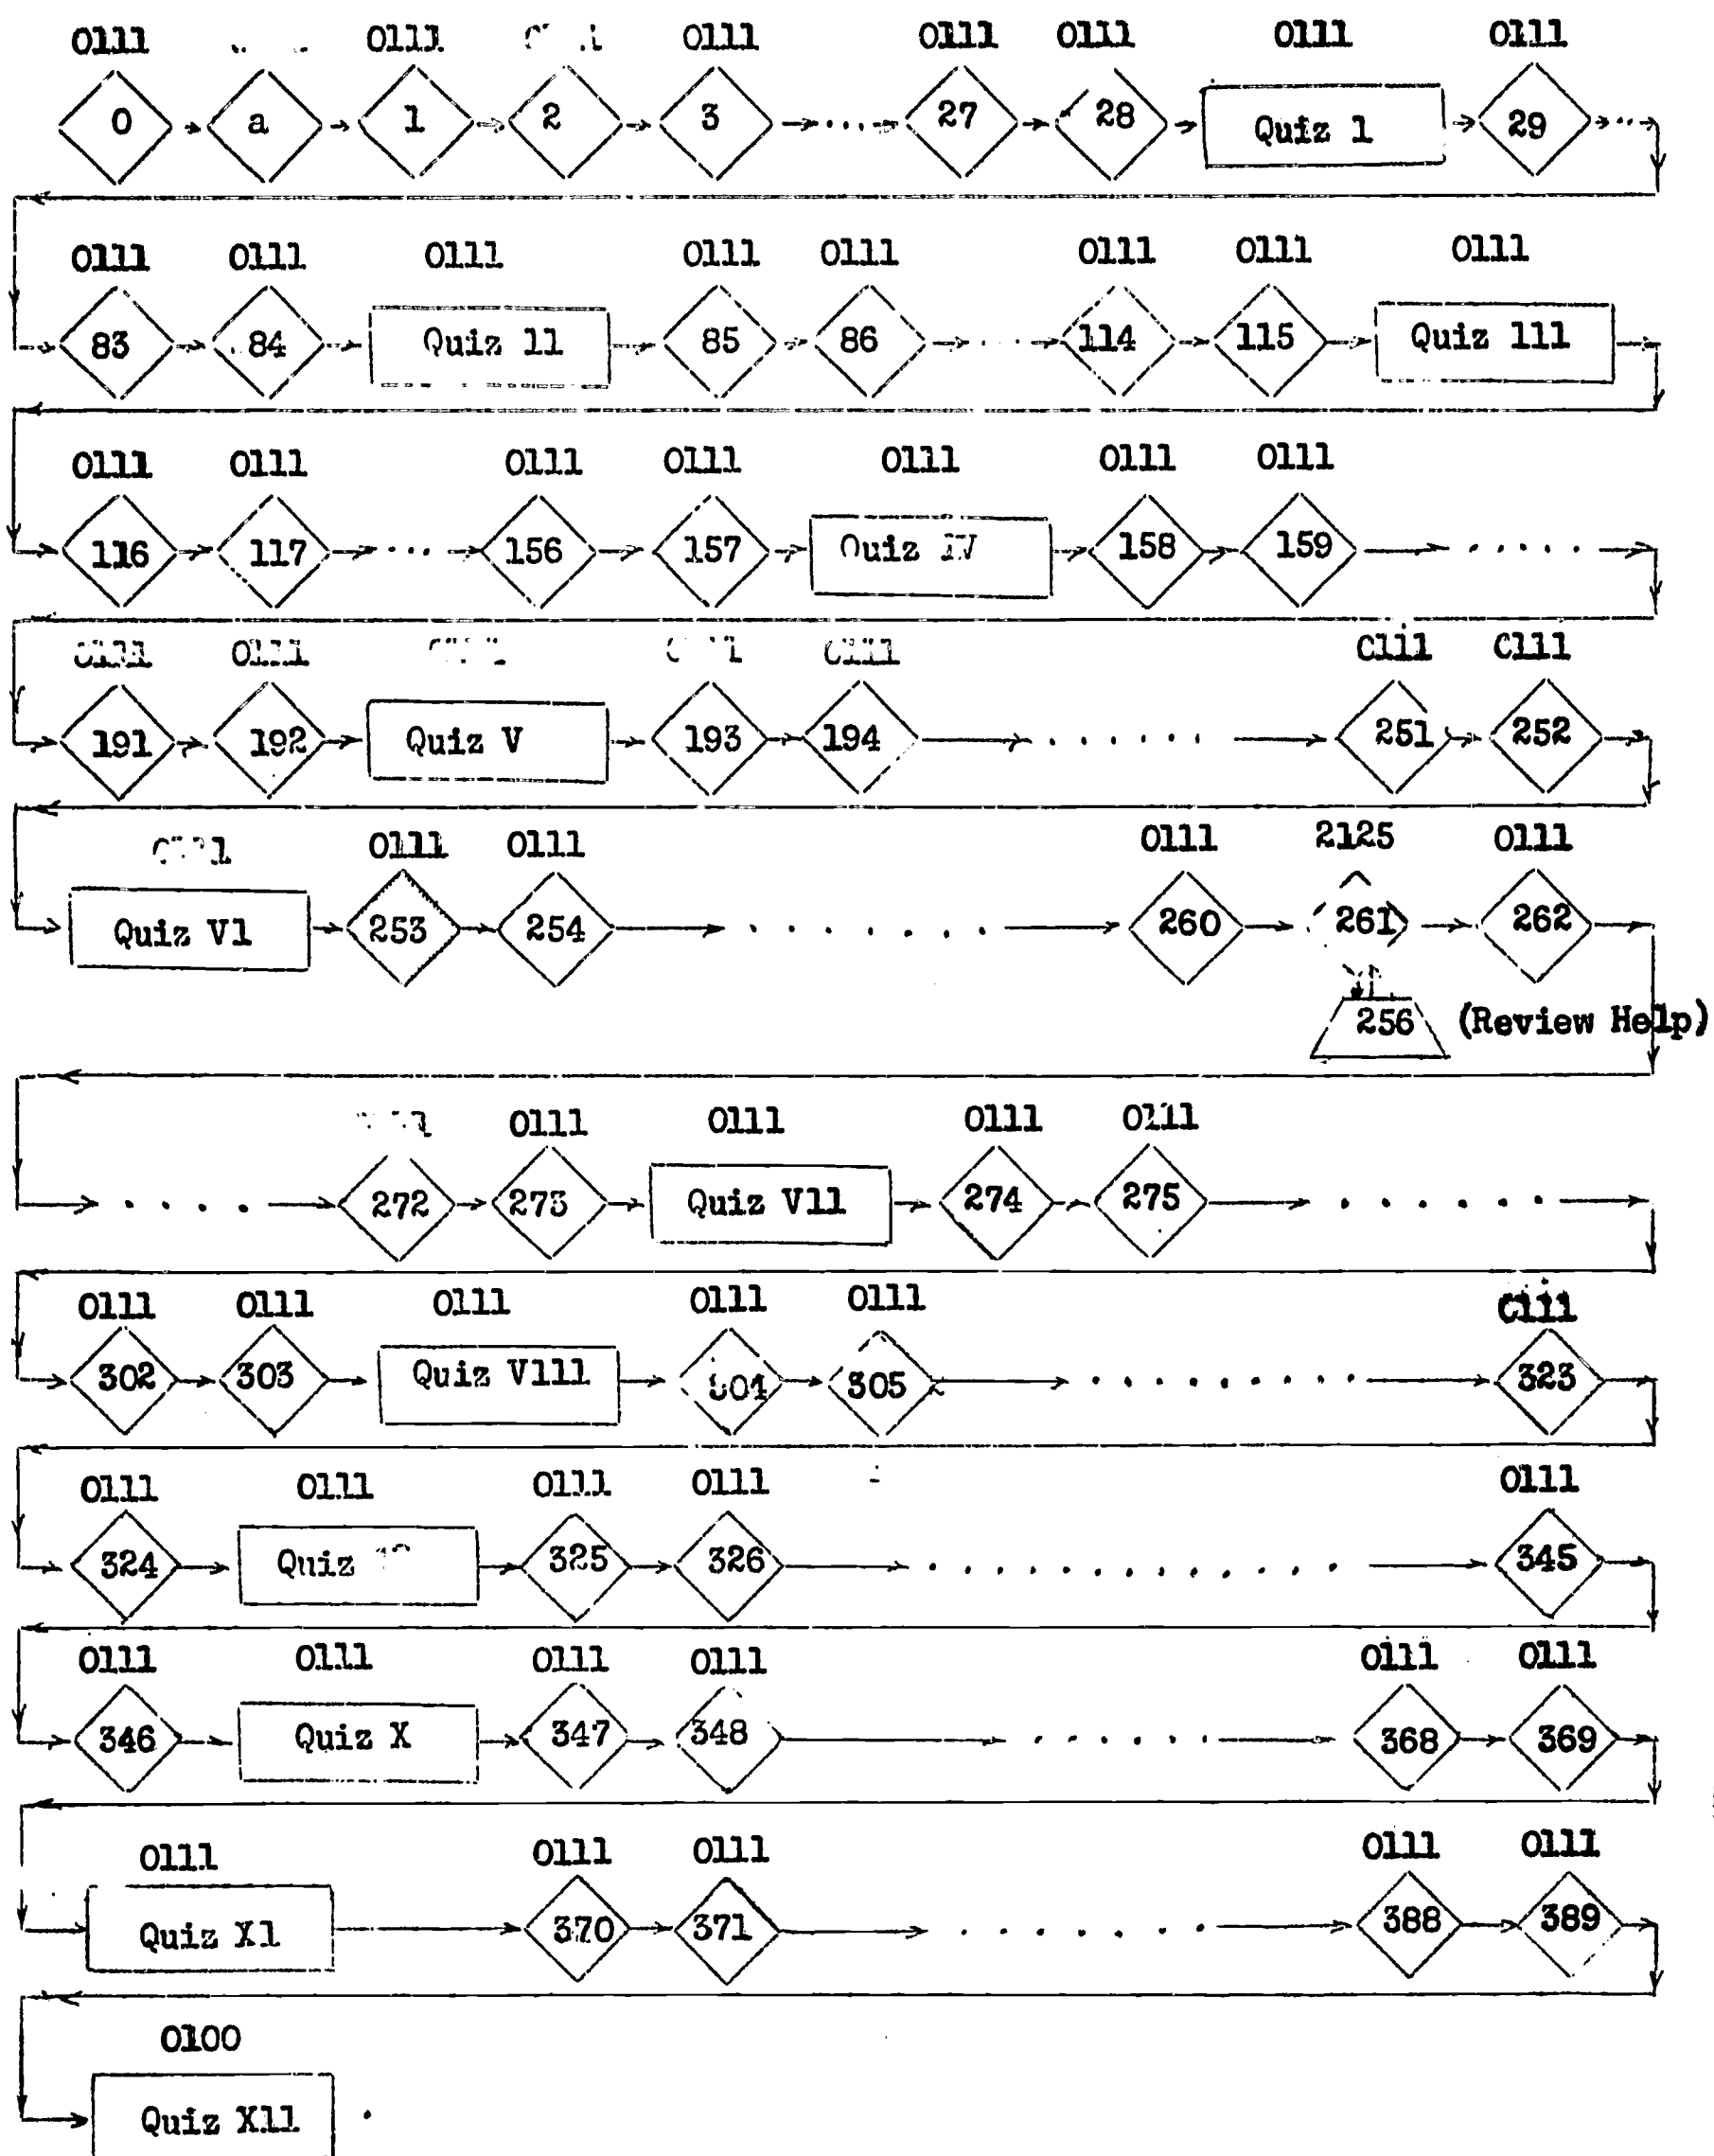 0111 0111 0111 0111 0111 0111 0111
0 a 1 2 3 27 28 Quiz 1 29
0111 0111 0111 0111 0111 0111 0111 0111
83 84 Quiz 11 85 86 114 115 Quiz 111
0111 0111 0111 0111 0111 0111 0111
116 117 156 157 Quiz IV 158 159
0111 C111 C111
191 192 Quiz V 193 194 251 252
0111 0111 0111 2125 0111
Quiz V1 253 254 260 261 262
256 (Review Help)
0111 0111 0111 0111
272 273 Quiz V11 274 275
0111 0111 0111 0111 0111 C111
302 303 Quiz V111 304 305 323
0111 0111 0111 0111 0111
324 Quiz 325 326 345
0111 0111 0111 0111 0111 0111
346 Quiz X 347 348 368 369
0111 0111 0111 0111 0111
Quiz X1 370 371 388 389
0100
Quiz X11